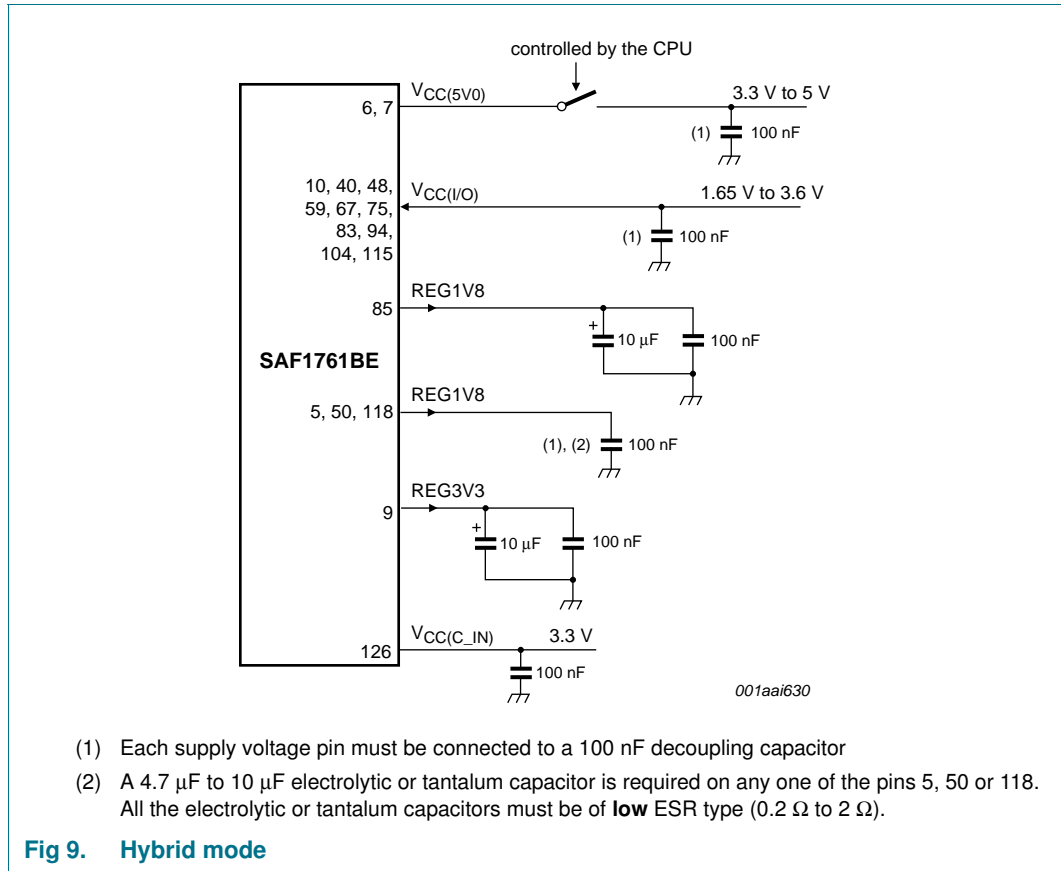 controlled by the CPU
6, 7
VCC(5V0)
3.3 V to 5 V
(1)
100 nF
10, 40, 48,
59, 67, 75,
83, 94,
104, 115
VCC(I/O)
1.65 V to 3.6 V
(1)
100 nF
85
REG1V8
+
10 μF
100 nF
SAF1761BE
5, 50, 118
REG1V8
(1), (2)
100 nF
9
REG3V3
+
10 μF
100 nF
126
VCC(C_IN)
3.3 V
100 nF
001aai630
(1) Each supply voltage pin must be connected to a 100 nF decoupling capacitor
(2) A 4.7 μF to 10 μF electrolytic or tantalum capacitor is required on any one of the pins 5, 50 or 118.
All the electrolytic or tantalum capacitors must be of low ESR type (0.2 Ω to 2 Ω).
Fig 9. Hybrid mode